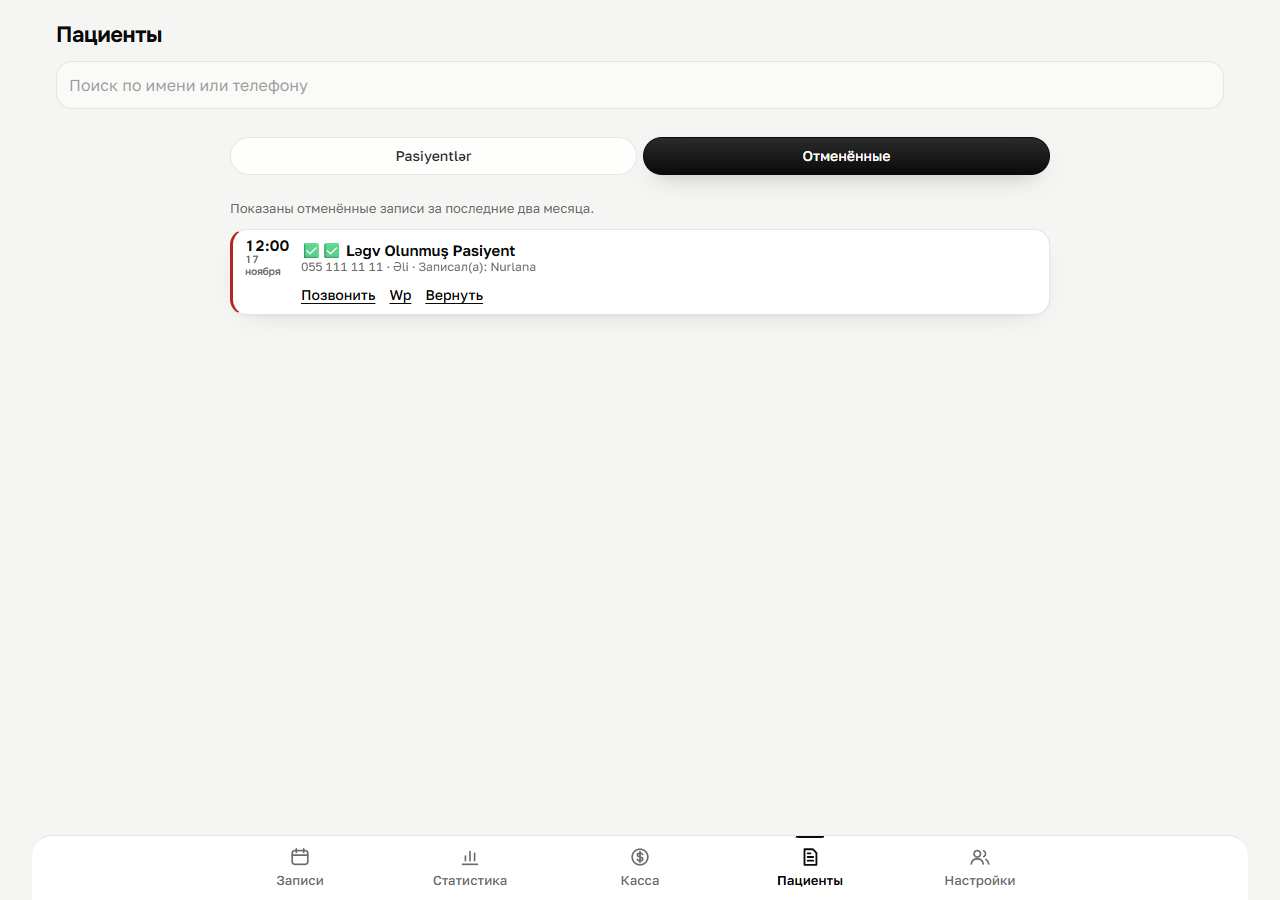 Пациенты
Поиск по имени или телефону
Pasiyentlər
Отменённые
Показаны отменённые записи за последние два месяца.
12:00
17 ноября
✅✅ Ləgv Olunmuş Pasiyent
055 111 11 11 · Əli · Записал(а): Nurlana
Позвонить Wp Вернуть
Записи
Статистика
Касса
Пациенты
Настройки